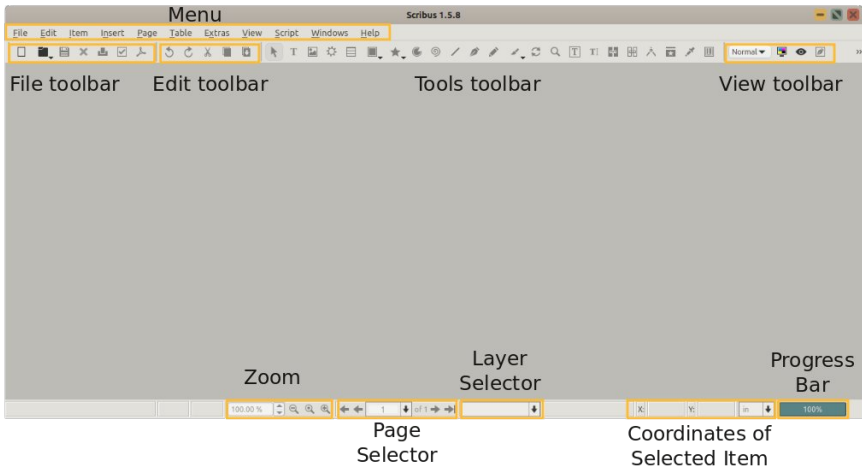 Menu
Scribus 1.5.8
File Edit Item Insert Page Table Extras View Script Windows Help
T T TI Normal
File toolbar Edit toolbar Tools toolbar View toolbar
Zoom
Layer
Selector
Progress
Bar
100.00 % 1 of 1 X: Y: in 100%
Page
Selector
Coordinates of
Selected Item